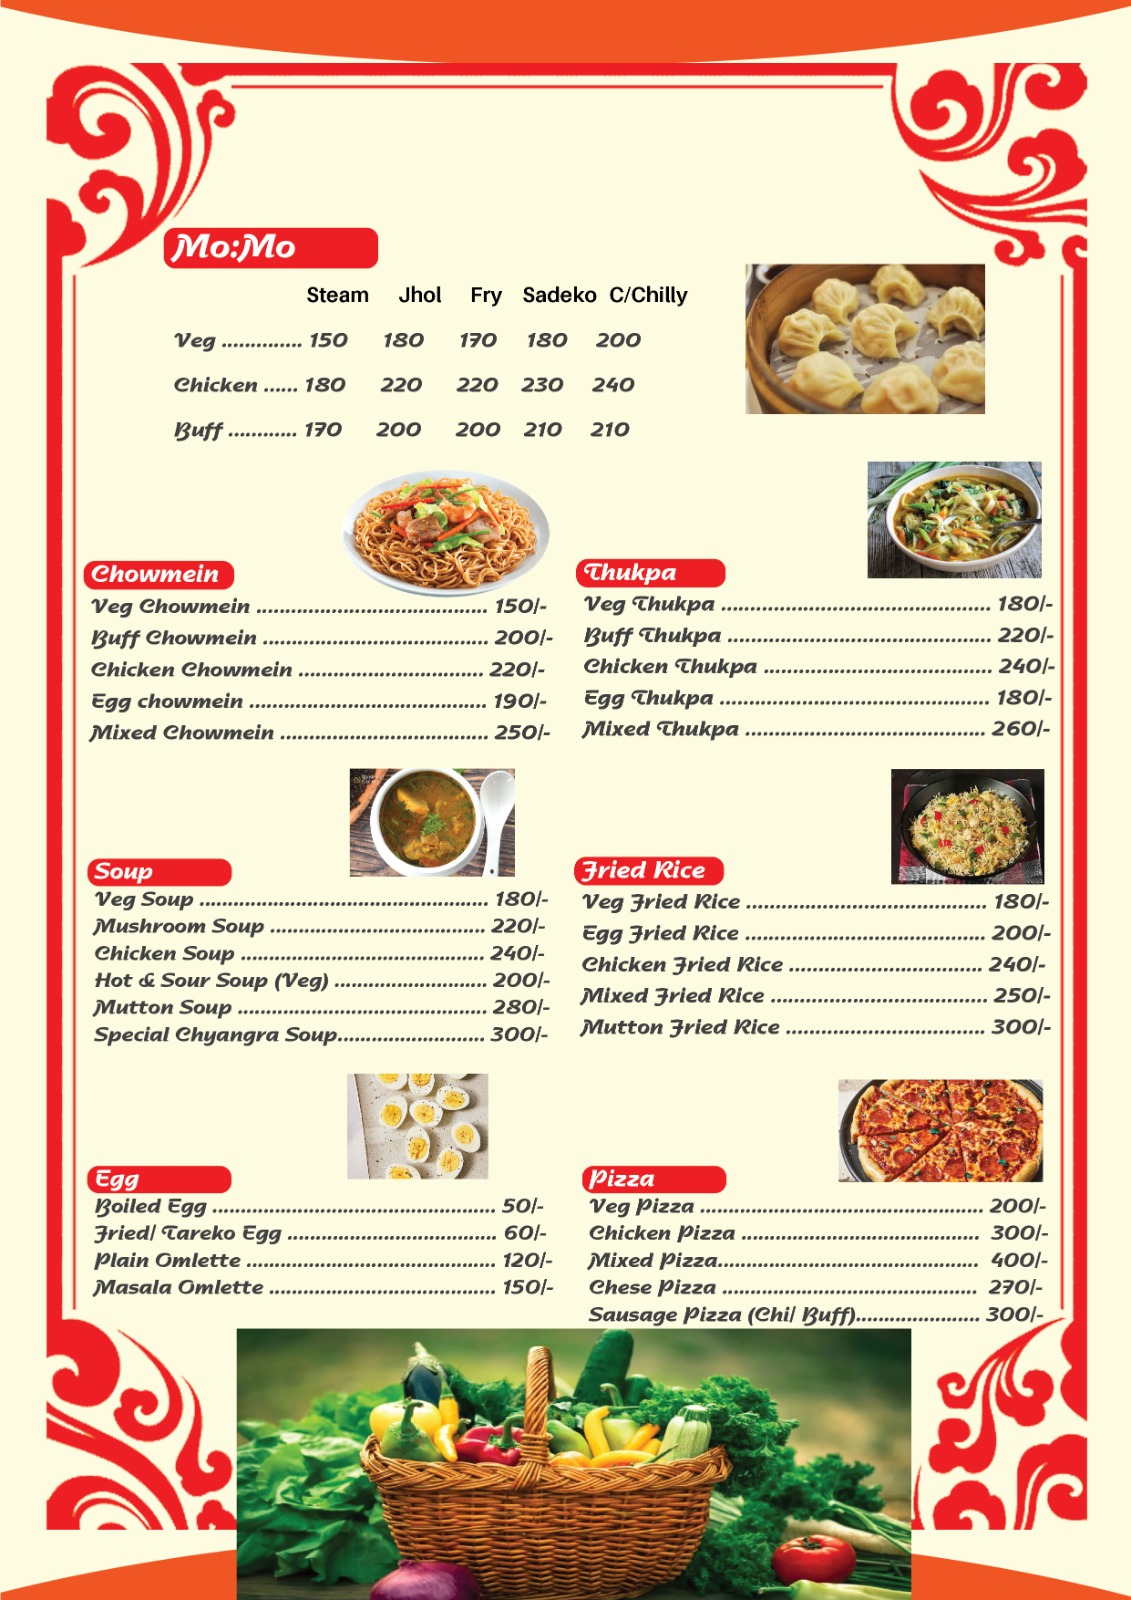 Mo:Mo
Steam Jhol Fry Sadeko C/Chilly
Veg .............. 150 180 170 180 200
Chicken ...... 180 220 220 230 240
Buff ............ 170 200 200 210 210
Chowmein
Veg Chowmein ........................................ 150/-
Buff Chowmein ....................................... 200/-
Chicken Chowmein ................................ 220/-
Egg chowmein ......................................... 190/-
Mixed Chowmein .................................... 250/-
Thukpa
Veg Thukpa .............................................. 180/-
Buff Thukpa ............................................. 220/-
Chicken Thukpa ....................................... 240/-
Egg Thukpa .............................................. 180/-
Mixed Thukpa .......................................... 260/-
Soup
Veg Soup .................................................. 180/-
Mushroom Soup ..................................... 220/-
Chicken Soup .......................................... 240/-
Hot & Sour Soup (Veg) .......................... 200/-
Mutton Soup ........................................... 280/-
Special Chyangra Soup.......................... 300/-
Fried Rice
Veg Fried Rice .......................................... 180/-
Egg Fried Rice .......................................... 200/-
Chicken Fried Rice .................................. 240/-
Mixed Fried Rice ...................................... 250/-
Mutton Fried Rice ................................... 300/-
Egg
Boiled Egg ................................................. 50/-
Fried/ Tareko Egg .................................... 60/-
Plain Omlette ........................................... 120/-
Masala Omlette ....................................... 150/-
Pizza
Veg Pizza ................................................. 200/-
Chicken Pizza ......................................... 300/-
Mixed Pizza............................................. 400/-
Chese Pizza ............................................ 270/-
Sausage Pizza (Chi/ Buff)...................... 300/-